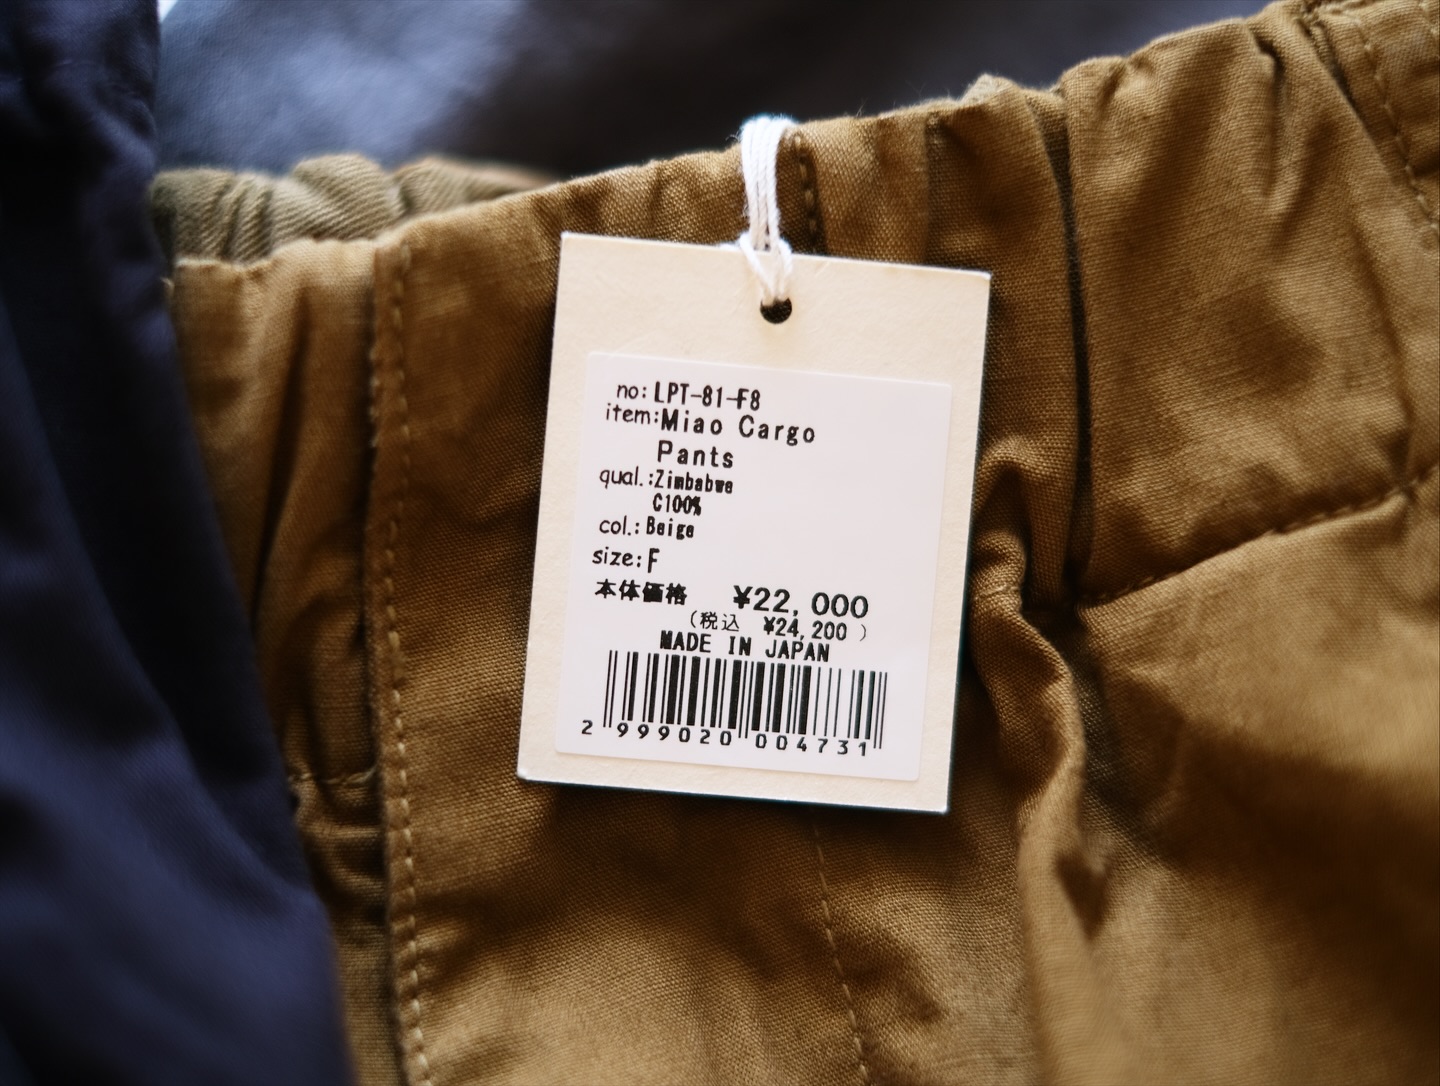 no: LPT-81-F8
item: Miao Cargo
Pants
qual.: Zimbabwe
C100%
col.: Beige
size: F
本体価格 ¥22,000
(税込 ¥24,200 )
MADE IN JAPAN
2 999020 004731